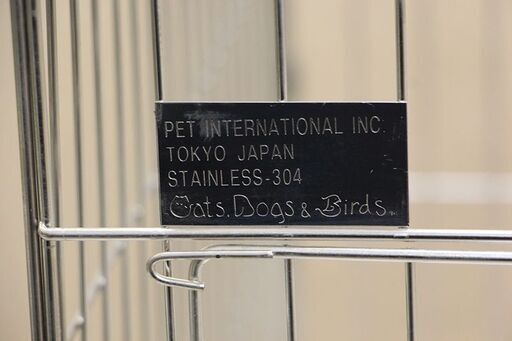 PET INTERNATIONAL INC.
TOKYO JAPAN
STAINLESS-304
Cats, Dogs & Birds